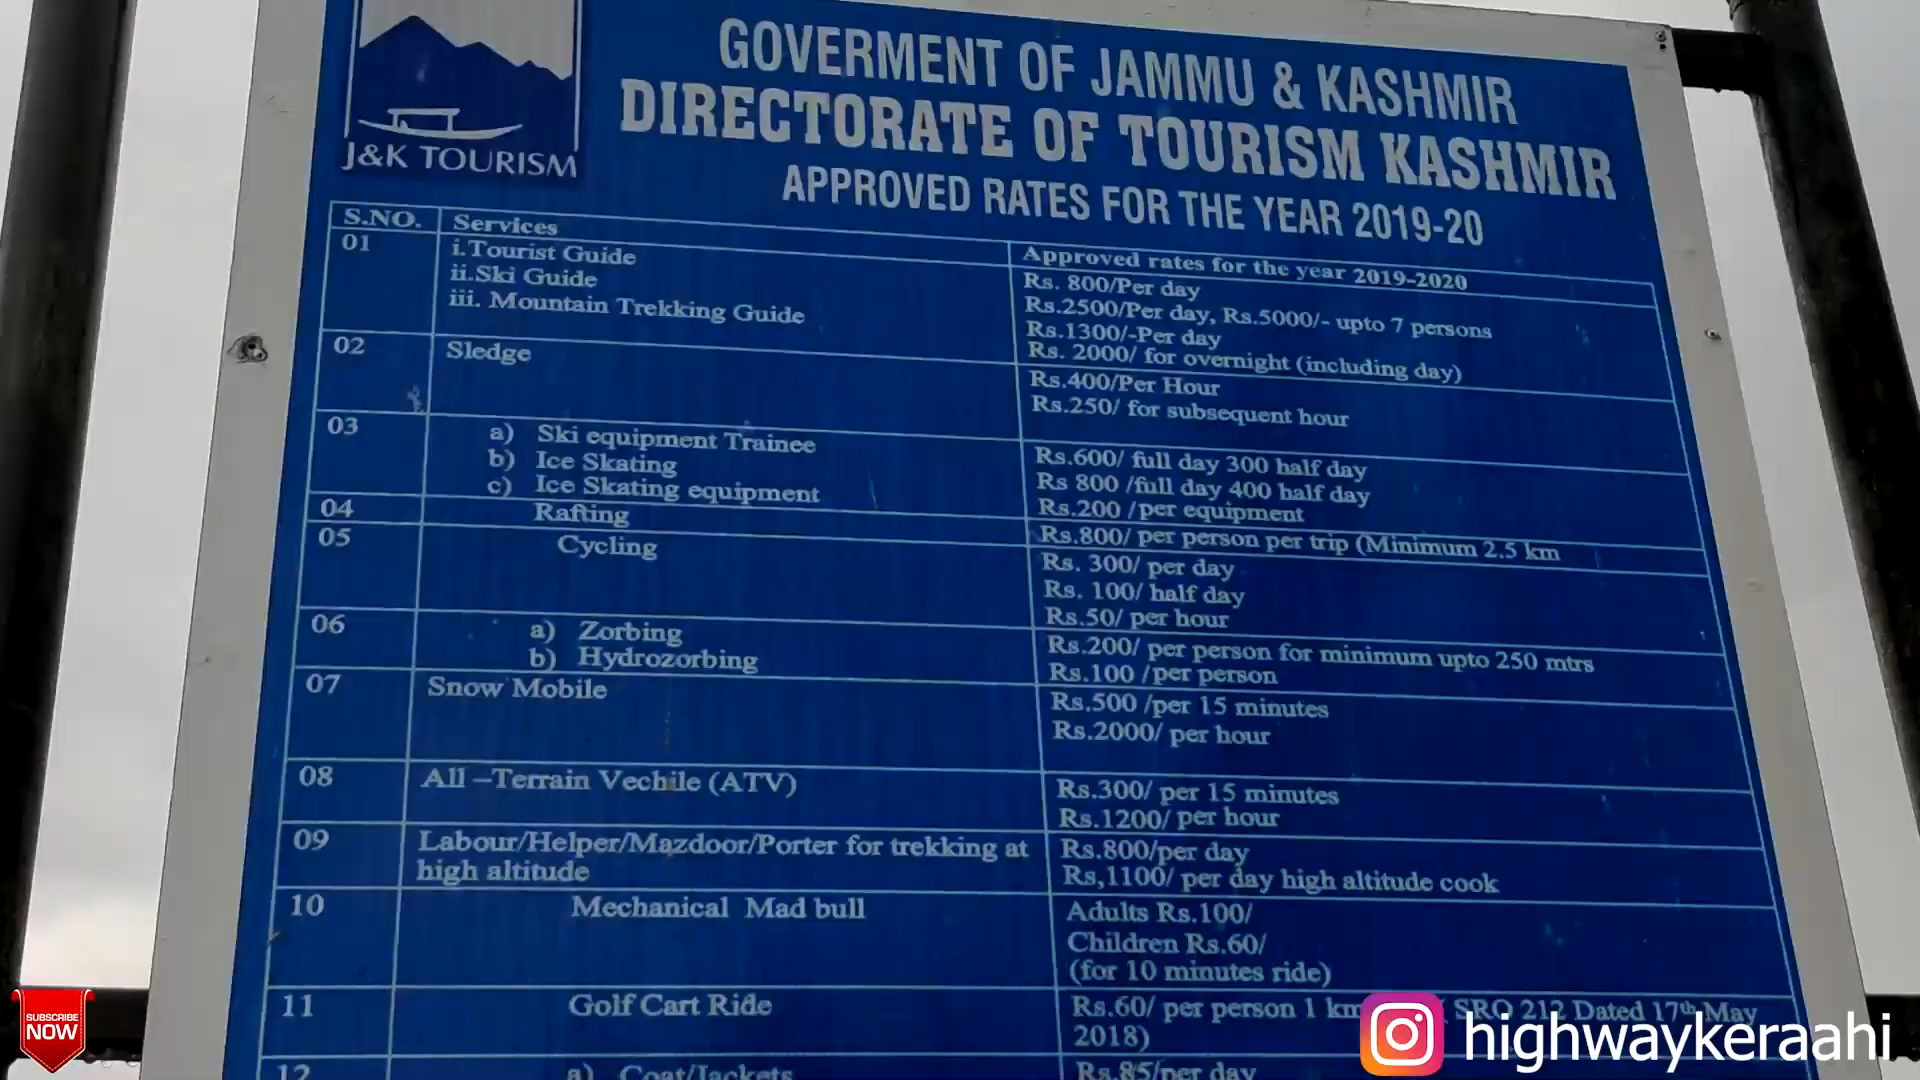 J&K TOURISM
GOVERMENT OF JAMMU & KASHMIR
DIRECTORATE OF TOURISM KASHMIR
APPROVED RATES FOR THE YEAR 2019-20
S.NO. Services Approved rates for the year 2019-2020
01 i.Tourist Guide Rs. 800/Per day
ii.Ski Guide Rs.2500/Per day, Rs.5000/- upto 7 persons
iii. Mountain Trekking Guide Rs.1300/-Per day
Rs. 2000/ for overnight (including day)
02 Sledge Rs.400/Per Hour
Rs.250/ for subsequent hour
03 a) Ski equipment Trainee Rs.600/ full day 300 half day
b) Ice Skating Rs 800 /full day 400 half day
c) Ice Skating equipment Rs.200 /per equipment
04 Rafting Rs.800/ per person per trip (Minimum 2.5 km
05 Cycling Rs. 300/ per day
Rs. 100/ half day
Rs.50/ per hour
06 a) Zorbing Rs.200/ per person for minimum upto 250 mtrs
b) Hydrozorbing Rs.100 /per person
07 Snow Mobile Rs.500 /per 15 minutes
Rs.2000/ per hour
08 All –Terrain Vechile (ATV) Rs.300/ per 15 minutes
Rs.1200/ per hour
09 Labour/Helper/Mazdoor/Porter for trekking at Rs.800/per day
high altitude Rs,1100/ per day high altitude cook
10 Mechanical Mad bull Adults Rs.100/
Children Rs.60/
(for 10 minutes ride)
11 Golf Cart Ride Rs.60/ per person 1 km ( SRO 212 Dated 17th May
2018)
12 a) Coat/Jackets Rs.85/per day
SUBSCRIBE
NOW
highwaykeraahi